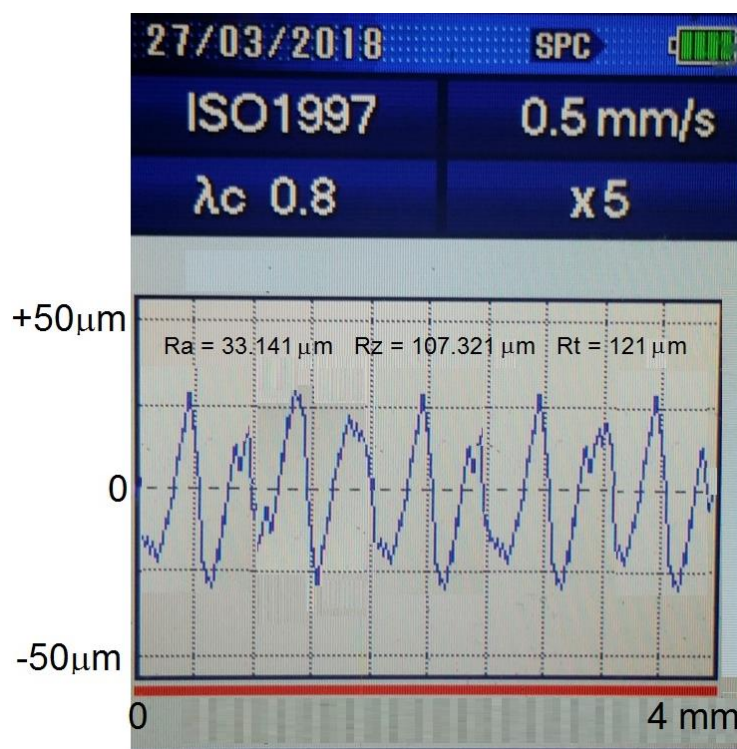 27/03/2018 SPC
ISO1997 0.5 mm/s
λc 0.8 x5
+50μm
Ra = 33.141 μm Rz = 107.321 μm Rt = 121 μm
0
-50μm
0 4 mm